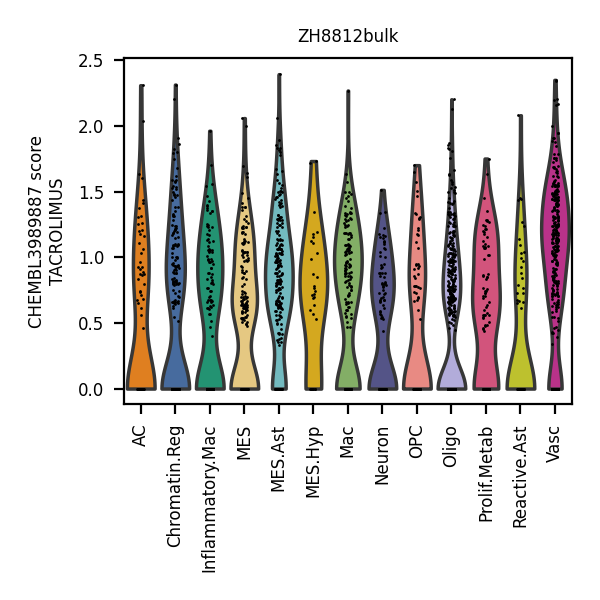 ZH8812bulk
CHEMBL3989887 score
TACROLIMUS
2.5
2.0
1.5
1.0
0.5
0.0
AC
Chromatin.Reg
Inflammatory.Mac
MES
MES.Ast
MES.Hyp
Mac
Neuron
OPC
Oligo
Prolif.Metab
Reactive.Ast
Vasc